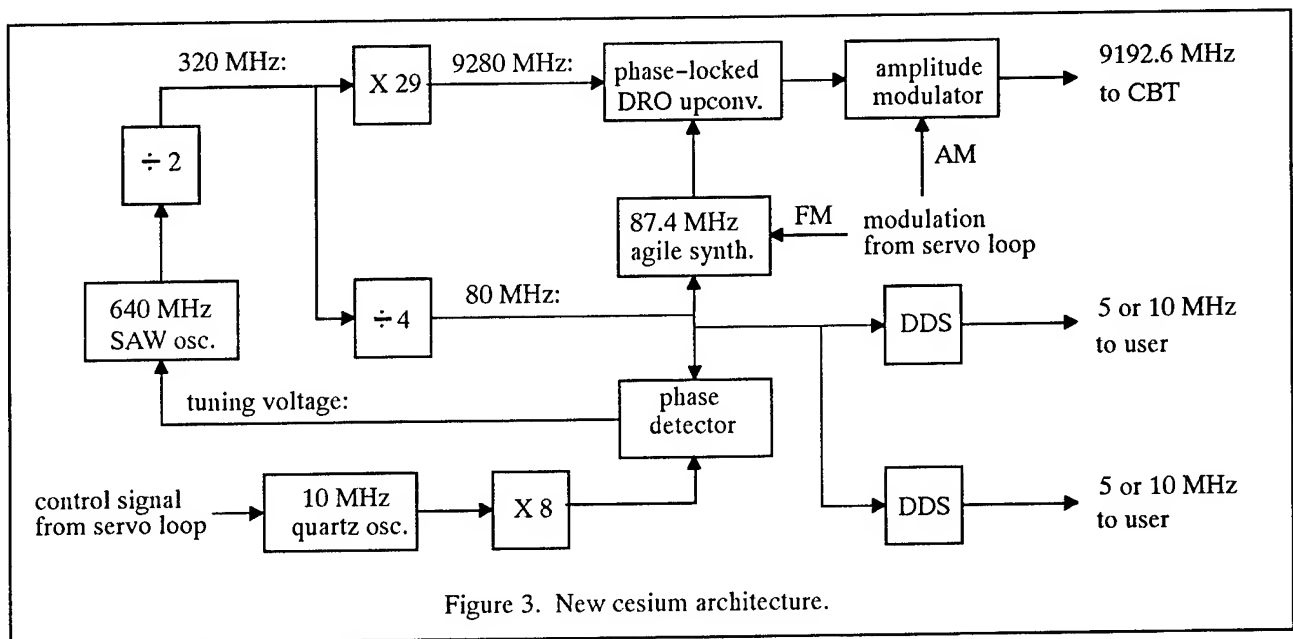 320 MHz:
X 29
9280 MHz:
phase-locked
DRO upconv.
amplitude
modulator
9192.6 MHz
to CBT
÷ 2
AM
87.4 MHz
agile synth.
FM
modulation
from servo loop
640 MHz
SAW osc.
÷ 4
80 MHz:
DDS
5 or 10 MHz
to user
tuning voltage:
phase
detector
control signal
from servo loop
10 MHz
quartz osc.
X 8
DDS
5 or 10 MHz
to user
Figure 3. New cesium architecture.